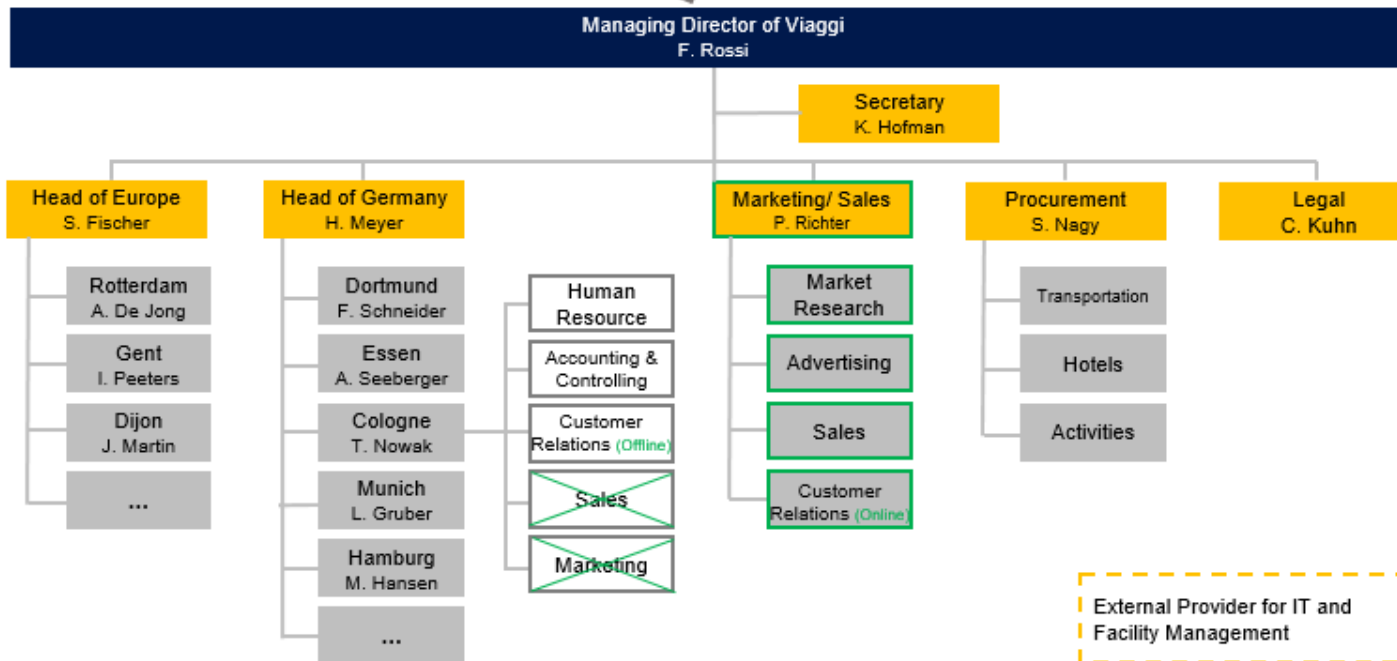 Managing Director of Viaggi
F. Rossi
Secretary
K. Hofman
Head of Europe
S. Fischer
Rotterdam
A. De Jong
Gent
I. Peeters
Dijon
J. Martin
...
Head of Germany
H. Meyer
Dortmund
F. Schneider
Essen
A. Seeberger
Cologne
T. Nowak
Munich
L. Gruber
Hamburg
M. Hansen
...
Human
Resource
Accounting &
Controlling
Customer
Relations (Offline)
Sales
Marketing
Marketing/ Sales
P. Richter
Market
Research
Advertising
Sales
Customer
Relations (Online)
Procurement
S. Nagy
Transportation
Hotels
Activities
Legal
C. Kuhn
External Provider for IT and
Facility Management